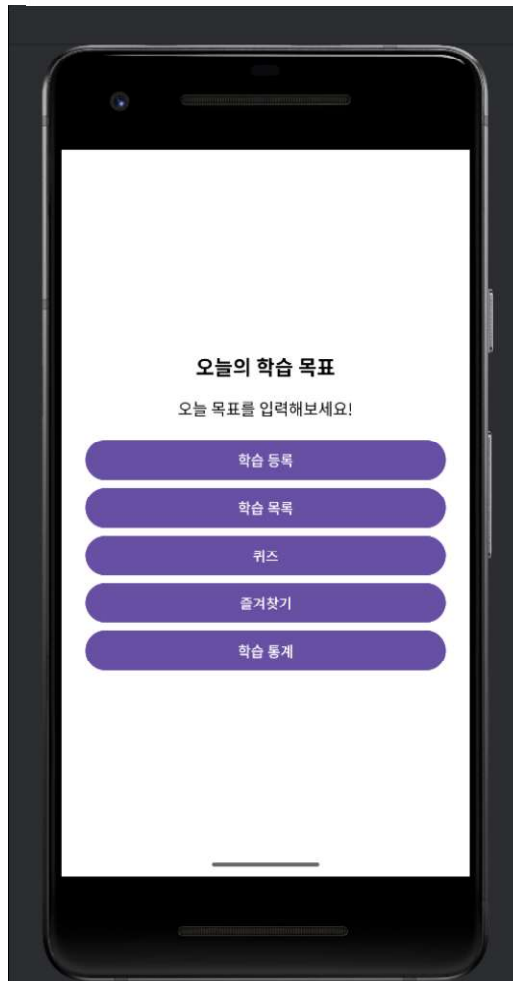 오늘의 학습 목표
오늘 목표를 입력해보세요!
학습 등록
학습 목록
퀴즈
즐겨찾기
학습 통계